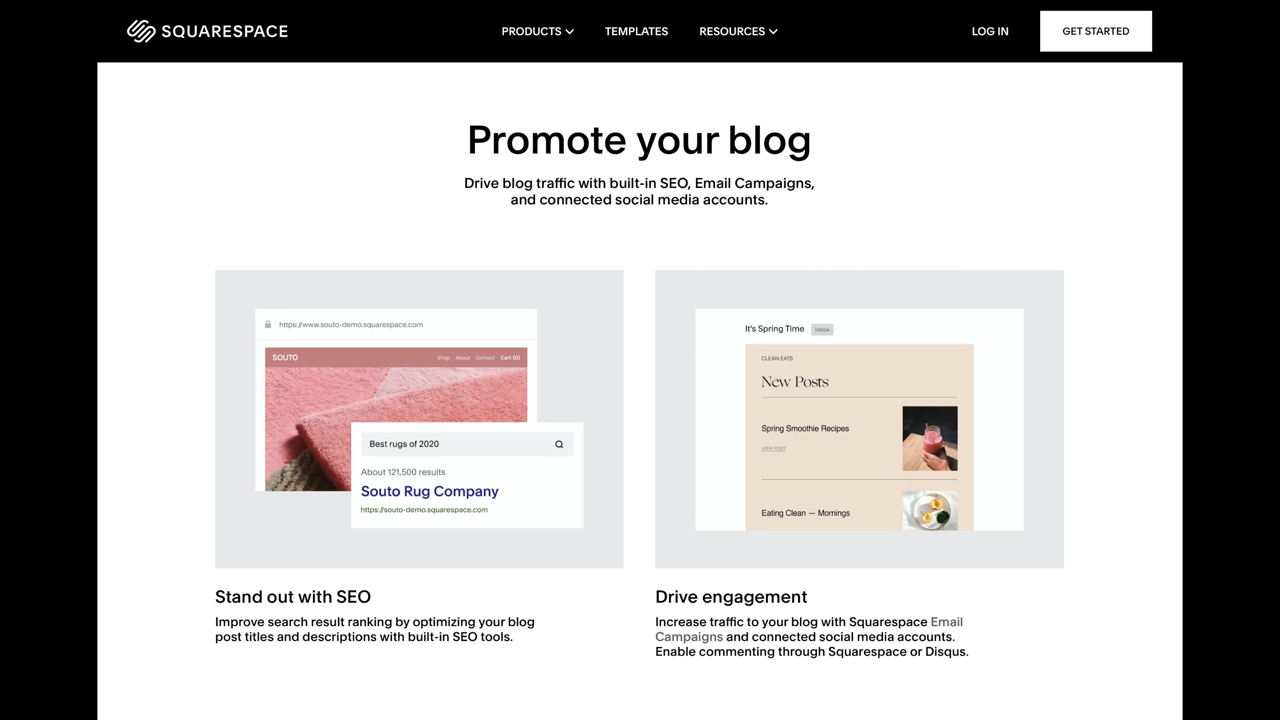 SQUARESPACE
PRODUCTS
TEMPLATES
RESOURCES
LOG IN
GET STARTED
Promote your blog
Drive blog traffic with built-in SEO, Email Campaigns,
and connected social media accounts.
https://www.souto-demo.squarespace.com
SOUTO
Shop About Contact Cart (0)
Best rugs of 2020
About 121,500 results
Souto Rug Company
https://souto-demo.squarespace.com
It's Spring Time Inbox
CLEAN EATS
New Posts
Spring Smoothie Recipes
VIEW POST
Eating Clean — Mornings
Stand out with SEO
Improve search result ranking by optimizing your blog
post titles and descriptions with built-in SEO tools.
Drive engagement
Increase traffic to your blog with Squarespace Email
Campaigns and connected social media accounts.
Enable commenting through Squarespace or Disqus.